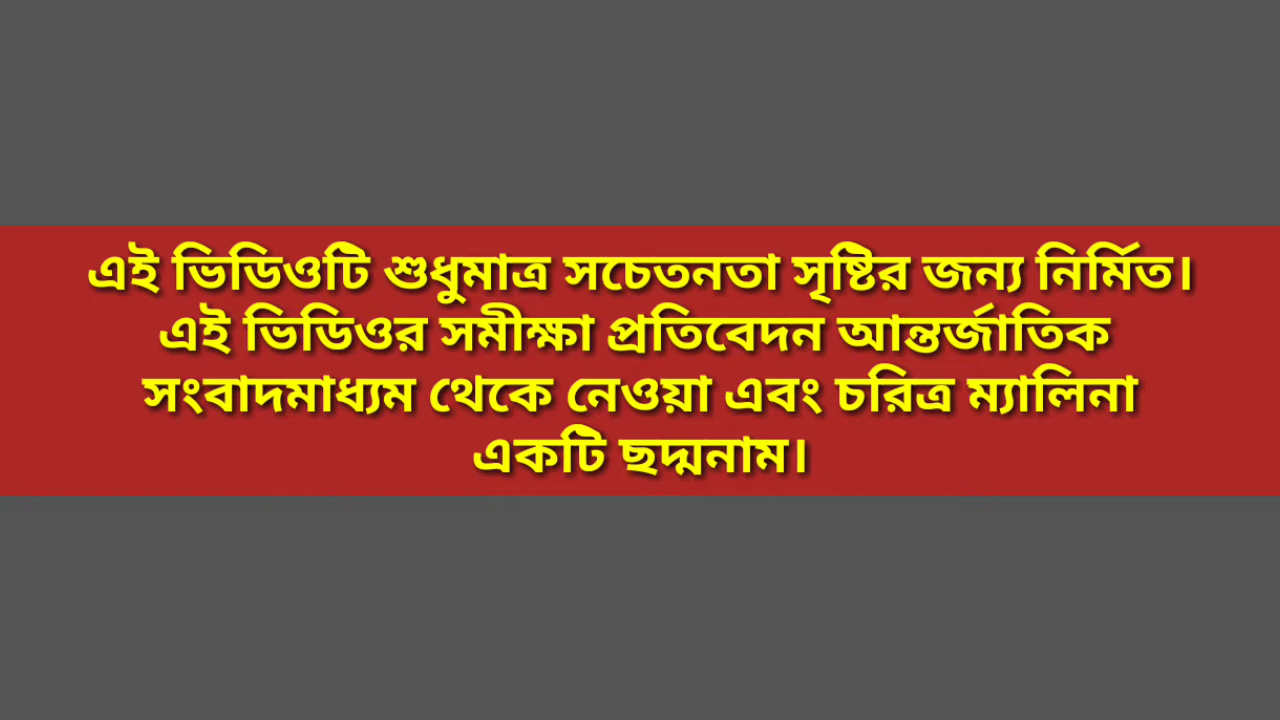 এই ভিডিওটি শুধুমাত্র সচেতনতা সৃষ্টির জন্য নির্মিত।
এই ভিডিওর সমীক্ষা প্রতিবেদন আন্তর্জাতিক
সংবাদমাধ্যম থেকে নেওয়া এবং চরিত্র ম্যালিনা
একটি ছদ্মনাম।